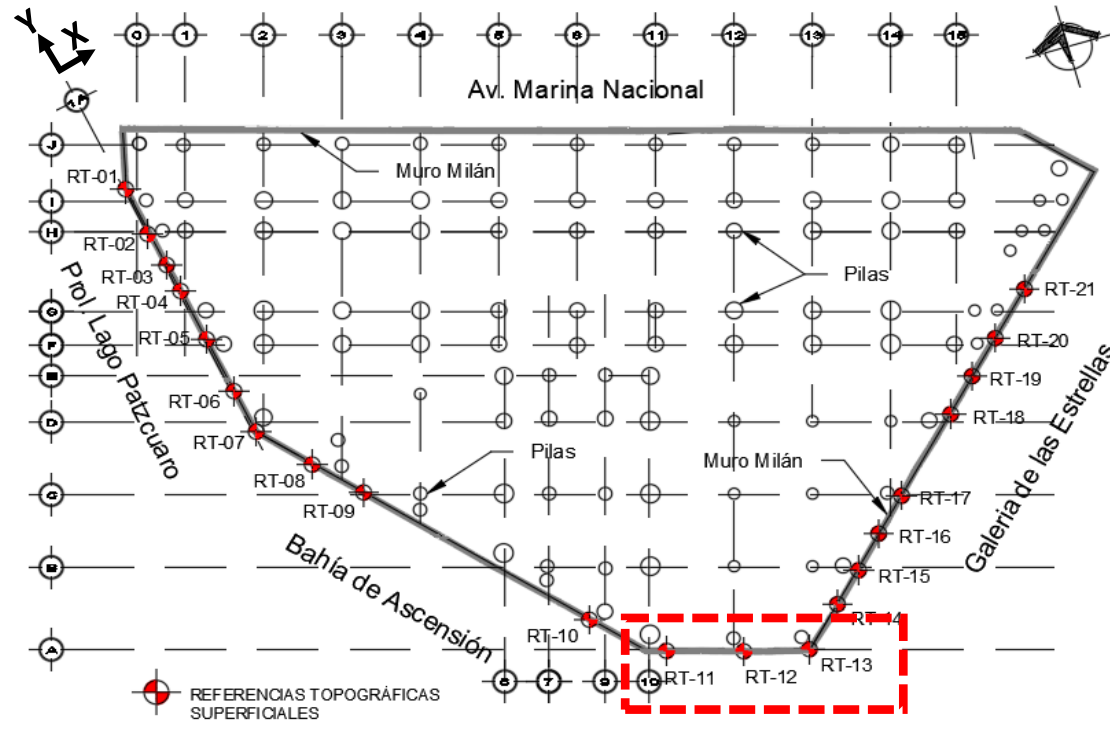 Y
X
0 1 2 3 4 5 8 11 12 13 14 15
Av. Marina Nacional
J
Muro Milán
RT-01
I
H
RT-02
RT-03
Pilas
RT-04
RT-21
G
RT-05
RT-20
F
E
RT-19
Prol. Lago Patzcuaro
RT-06
RT-18
D
RT-07
Pilas
Muro Milán
Galeria de las Estrellas
RT-08
C
RT-17
RT-09
RT-16
Bahía de Ascensión
B
RT-15
RT-14
RT-10
A
RT-11
RT-12
RT-13
6 7 9 10
REFERENCIAS TOPOGRÁFICAS
SUPERFICIALES